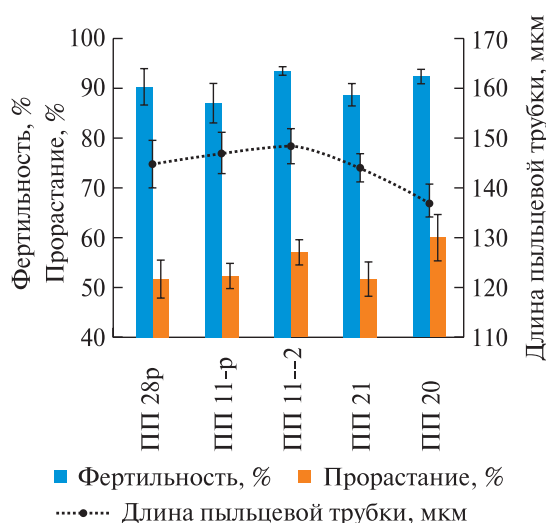 Фертильность, %
Прорастание, %
100
90
80
70
60
50
40
170
160
150
140
130
120
110
Длина пыльцевой трубки, мкм
ПП 28р
ПП 11-р
ПП 11--2
ПП 21
ПП 20
Фертильность, %
Прорастание, %
Длина пыльцевой трубки, мкм